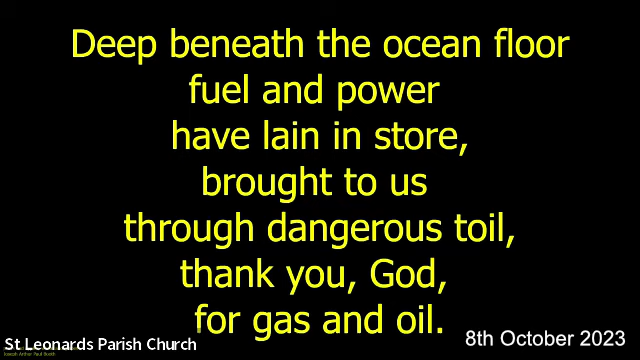 Deep beneath the ocean floor
fuel and power
have lain in store,
brought to us
through dangerous toil,
thank you, God,
for gas and oil.
St Leonards Parish Church
8th October 2023